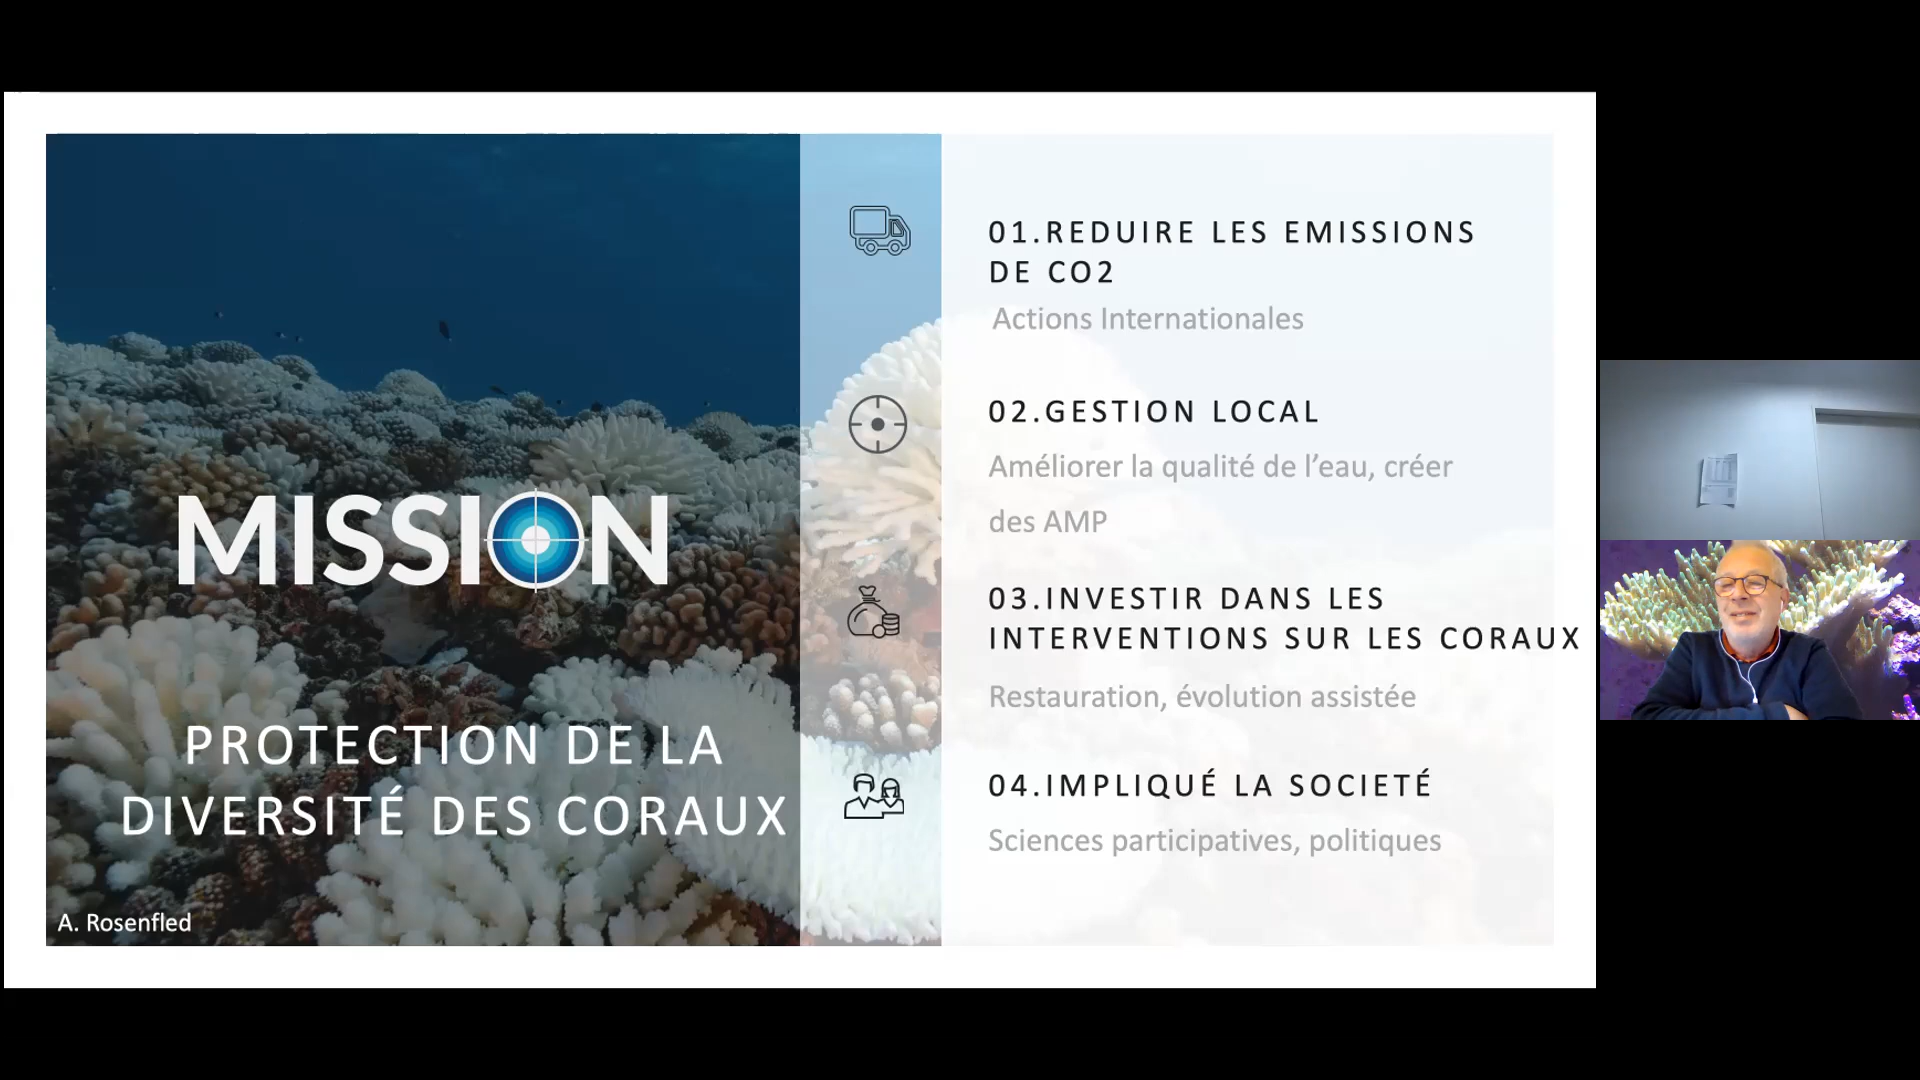 MISSION
PROTECTION DE LA
DIVERSITÉ DES CORAUX
A. Rosenfled
01.REDUIRE LES EMISSIONS
DE CO2
Actions Internationales
02.GESTION LOCAL
Améliorer la qualité de l’eau, créer
des AMP
03.INVESTIR DANS LES
INTERVENTIONS SUR LES CORAUX
Restauration, évolution assistée
04.IMPLIQUÉ LA SOCIETÉ
Sciences participatives, politiques